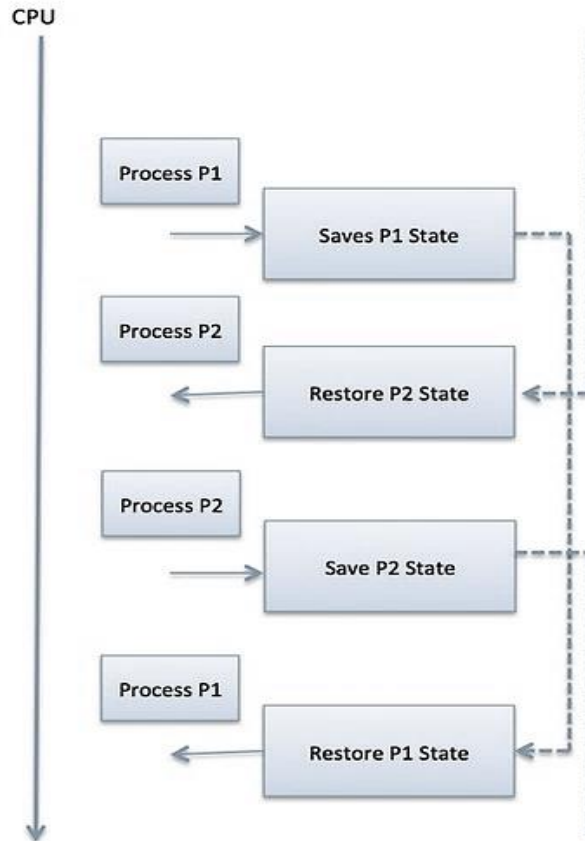 CPU
Process P1
Saves P1 State
Process P2
Restore P2 State
Process P2
Save P2 State
Process P1
Restore P1 State